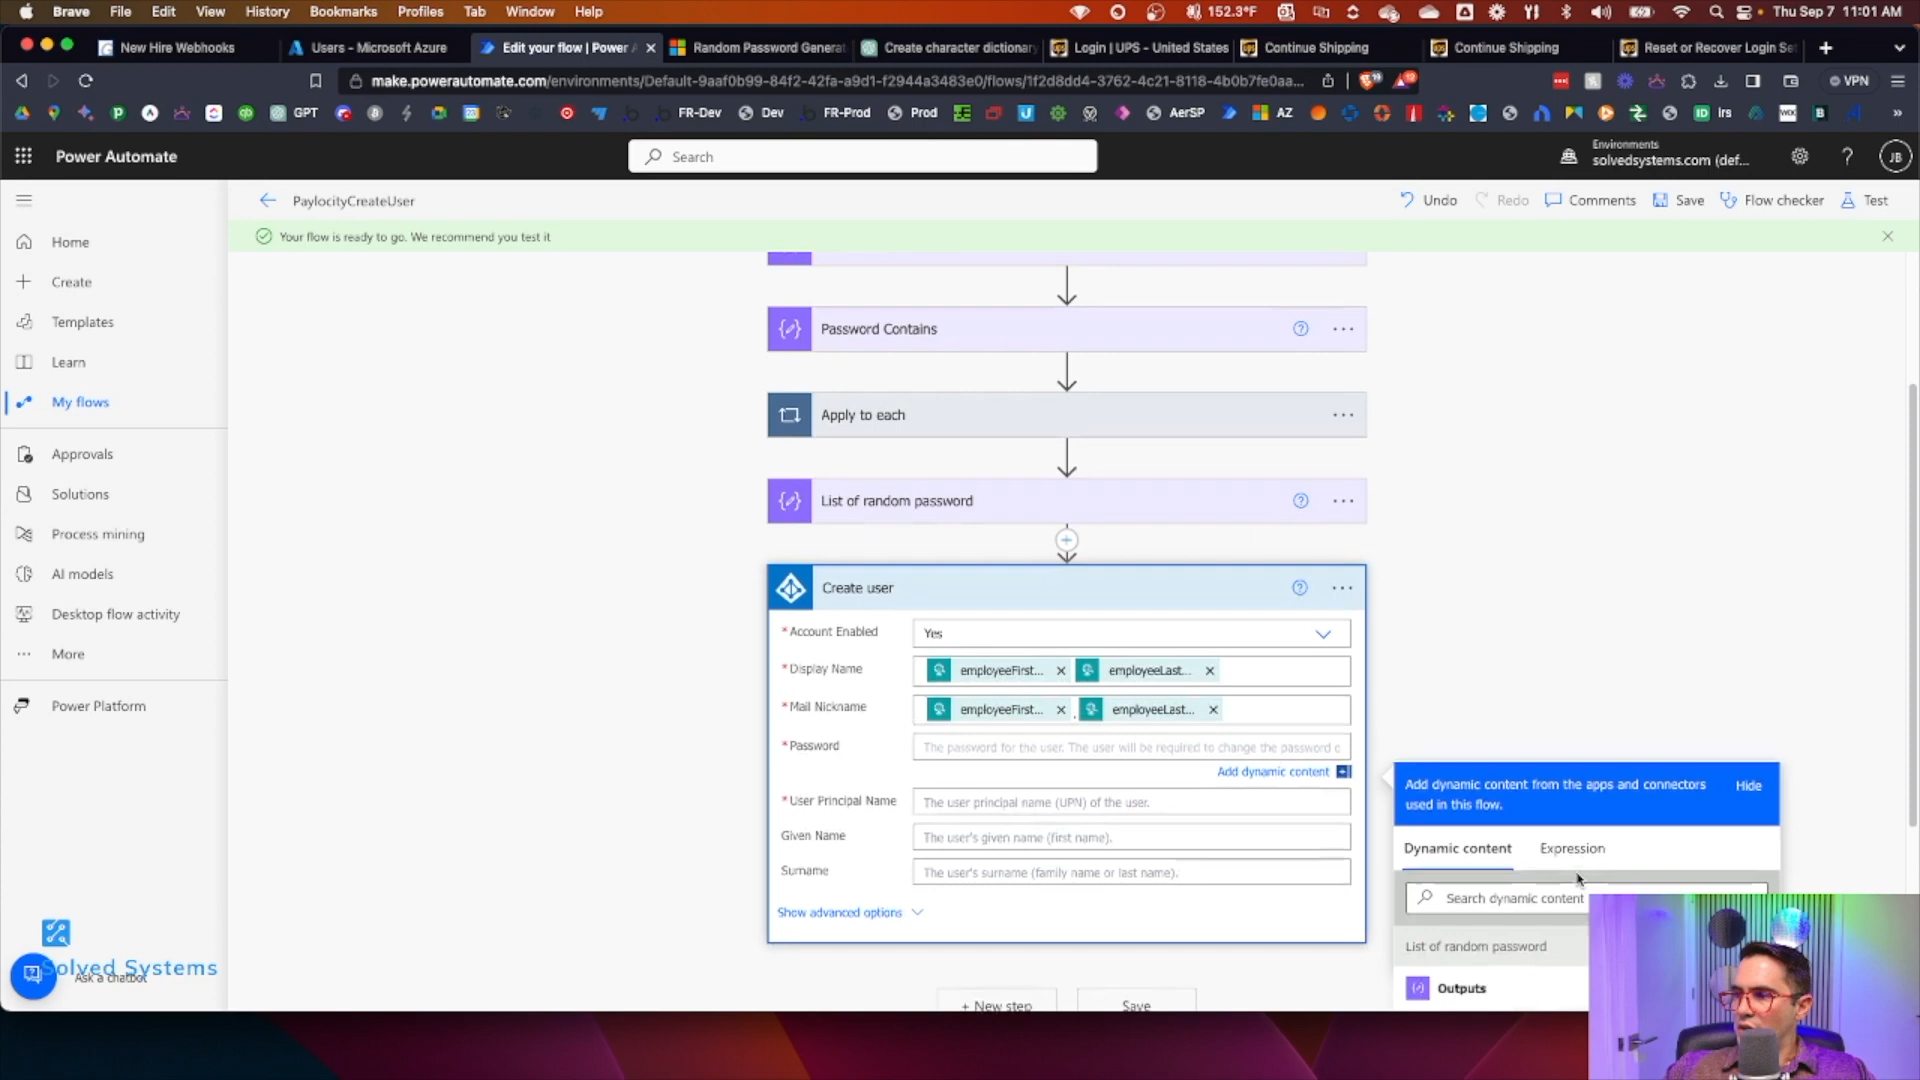 Brave File Edit View History Bookmarks Profiles Tab Window Help 152.3°F Thu Sep 7 11:01 AM
New Hire Webhooks Users - Microsoft Azure Edit your flow | Power A Random Password Generat Create character dictionary Login | UPS - United States Continue Shipping Continue Shipping Reset or Recover Login Set
make.powerautomate.com/environments/Default-9aaf0b99-84f2-42fa-a9d1-f2944a3483e0/flows/1f2d8dd4-3762-4c21-8118-4b0b7fe0aa... VPN
GPT FR-Dev Dev FR-Prod Prod AerSP AZ Irs
Power Automate
Search
Environments
solvedsystems.com (def...
JB
PaylocityCreateUser
Undo Redo Comments Save Flow checker Test
Your flow is ready to go. We recommend you test it
Home
Create
Templates
Learn
My flows
Approvals
Solutions
Process mining
AI models
Desktop flow activity
More
Power Platform
Solved Systems
Ask a chatbot
Password Contains
Apply to each
List of random password
Create user
* Account Enabled Yes
* Display Name employeeFirst... employeeLast...
* Mail Nickname employeeFirst... . employeeLast...
* Password The password for the user. The user will be required to change the password o
Add dynamic content
* User Principal Name The user principal name (UPN) of the user.
Given Name The user's given name (first name).
Surname The user's surname (family name or last name).
Show advanced options
+ New step Save
Add dynamic content from the apps and connectors
used in this flow.
Hide
Dynamic content Expression
Search dynamic content
List of random password
Outputs